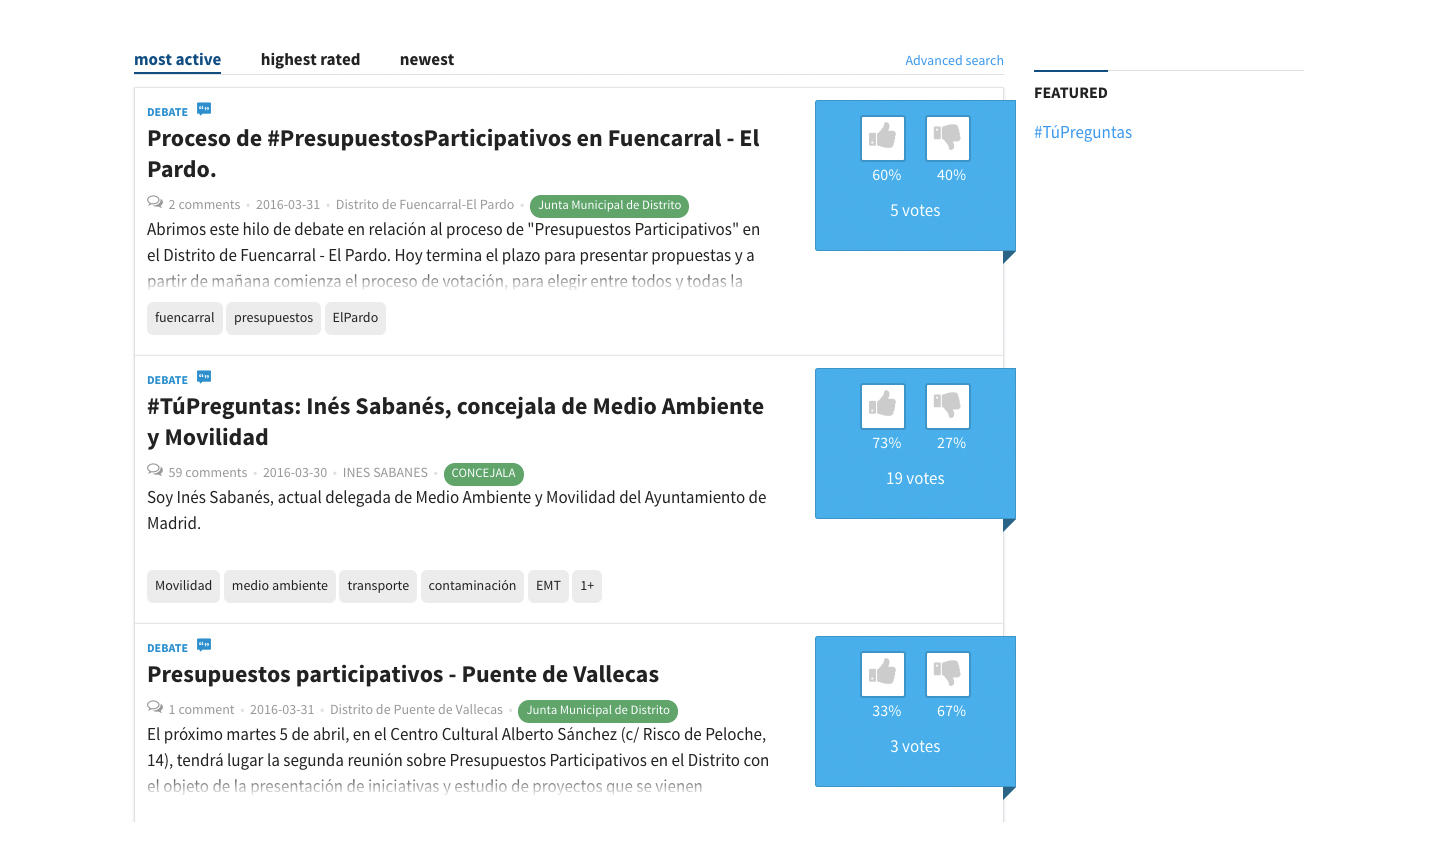 most active highest rated newest Advanced search
FEATURED
#TúPreguntas
DEBATE
Proceso de #PresupuestosParticipativos en Fuencarral - El
Pardo.
2 comments • 2016-03-31 • Distrito de Fuencarral-El Pardo • Junta Municipal de Distrito
Abrimos este hilo de debate en relación al proceso de "Presupuestos Participativos" en
el Distrito de Fuencarral - El Pardo. Hoy termina el plazo para presentar propuestas y a
partir de mañana comienza el proceso de votación, para elegir entre todos y todas la
fuencarral presupuestos ElPardo
60% 40%
5 votes
DEBATE
#TúPreguntas: Inés Sabanés, concejala de Medio Ambiente
y Movilidad
59 comments • 2016-03-30 • INES SABANES • CONCEJALA
Soy Inés Sabanés, actual delegada de Medio Ambiente y Movilidad del Ayuntamiento de
Madrid.
Movilidad medio ambiente transporte contaminación EMT 1+
73% 27%
19 votes
DEBATE
Presupuestos participativos - Puente de Vallecas
1 comment • 2016-03-31 • Distrito de Puente de Vallecas • Junta Municipal de Distrito
El próximo martes 5 de abril, en el Centro Cultural Alberto Sánchez (c/ Risco de Peloche,
14), tendrá lugar la segunda reunión sobre Presupuestos Participativos en el Distrito con
el objeto de la presentación de iniciativas y estudio de proyectos que se vienen
33% 67%
3 votes